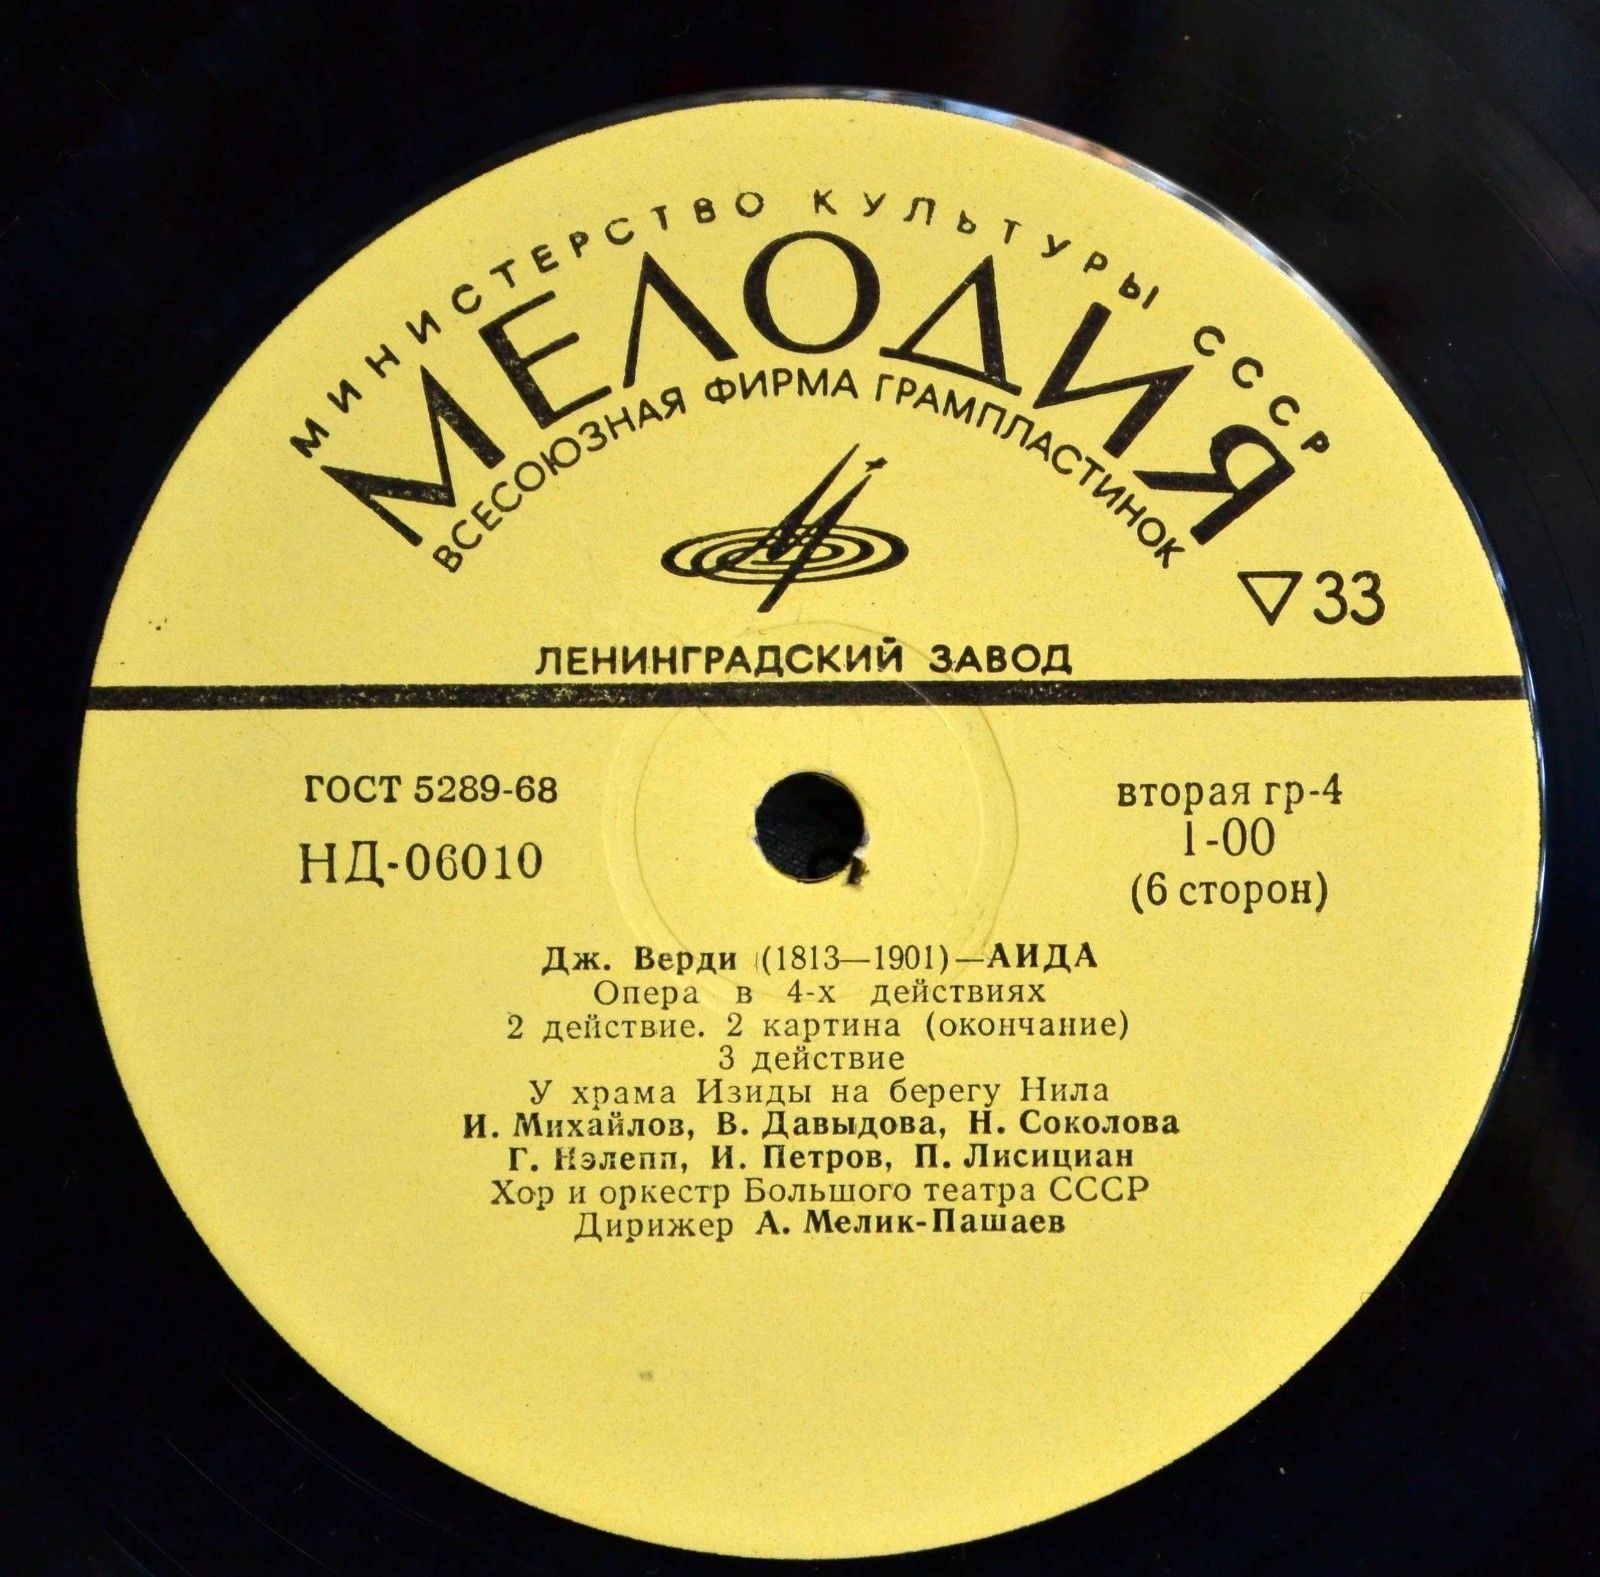 МИНИСТЕРСТВО КУЛЬТУРЫ СССР
МЕЛОДИЯ
ВСЕСОЮЗНАЯ ФИРМА ГРАМПЛАСТИНОК
▽33
ЛЕНИНГРАДСКИЙ ЗАВОД
ГОСТ 5289-68
НД-06010
вторая гр-4
1-00
(6 сторон)
Дж. Верди (1813—1901)—АИДА
Опера в 4-х действиях
2 действие. 2 картина (окончание)
3 действие
У храма Изиды на берегу Нила
И. Михайлов, В. Давыдова, Н. Соколова
Г. Нэлепп, И. Петров, П. Лисициан
Хор и оркестр Большого театра СССР
Дирижер А. Мелик-Пашаев